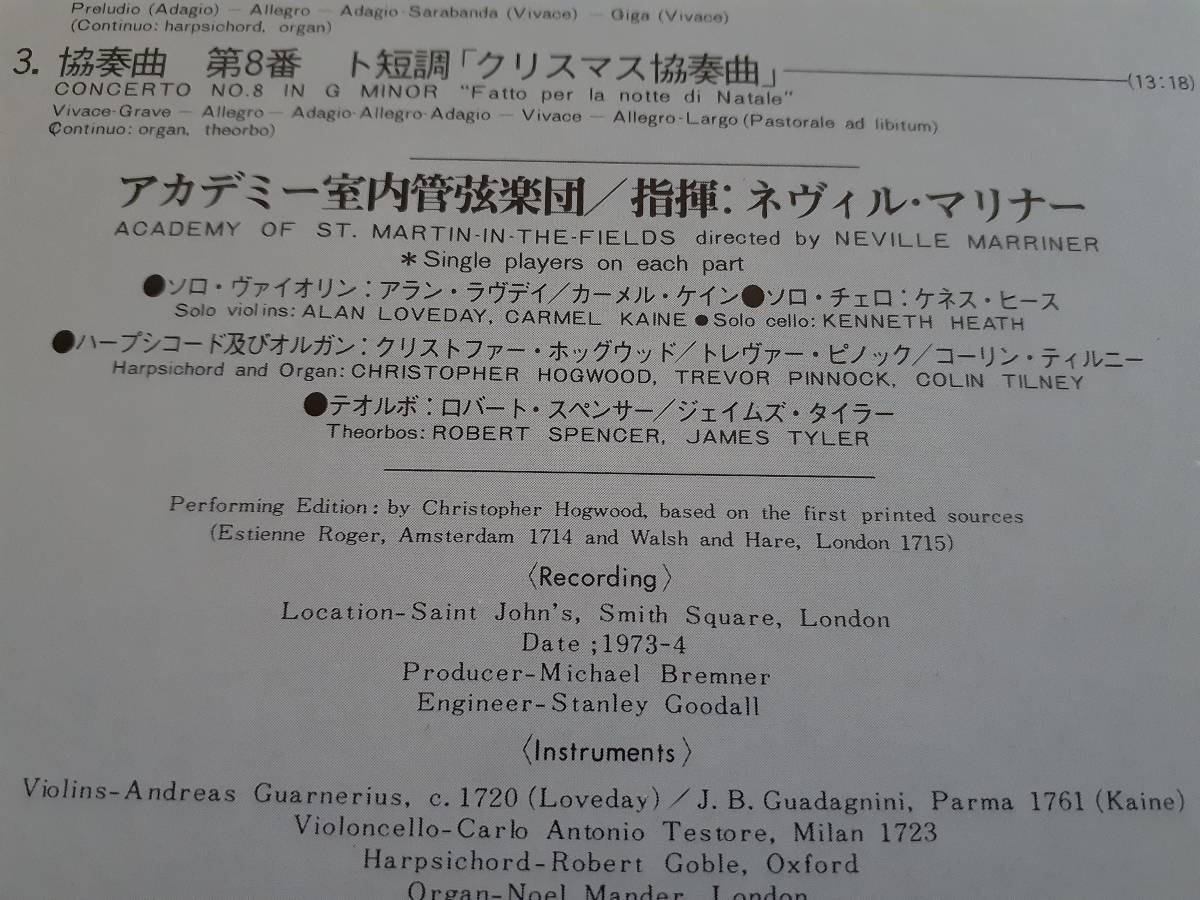 Preludio (Adagio) — Allegro — Adagio-Sarabanda (Vivace) — Giga (Vivace)
(Continuo: harpsichord, organ)
3. 協奏曲 第8番 ト短調「クリスマス協奏曲」 (13:18)
CONCERTO NO.8 IN G MINOR "Fatto per la notte di Natale"
Vivace-Grave — Allegro — Adagio-Allegro-Adagio — Vivace — Allegro-Largo (Pastorale ad libitum)
(Continuo: organ, theorbo)
アカデミー室内管弦楽団／指揮: ネヴィル・マリナー
ACADEMY OF ST. MARTIN-IN-THE-FIELDS directed by NEVILLE MARRINER
＊Single players on each part
●ソロ・ヴァイオリン：アラン・ラヴデイ／カーメル・ケイン●ソロ・チェロ：ケネス・ヒース
Solo violins: ALAN LOVEDAY, CARMEL KAINE ● Solo cello: KENNETH HEATH
●ハープシコード及びオルガン：クリストファー・ホッグウッド／トレヴァー・ピノック／コーリン・ティルニー
Harpsichord and Organ: CHRISTOPHER HOGWOOD, TREVOR PINNOCK, COLIN TILNEY
●テオルボ：ロバート・スペンサー／ジェイムズ・タイラー
Theorbos: ROBERT SPENCER, JAMES TYLER
Performing Edition: by Christopher Hogwood, based on the first printed sources
(Estienne Roger, Amsterdam 1714 and Walsh and Hare, London 1715)
〈Recording〉
Location-Saint John's, Smith Square, London
Date ;1973-4
Producer-Michael Bremner
Engineer-Stanley Goodall
〈Instruments〉
Violins-Andreas Guarnerius, c. 1720 (Loveday) / J. B. Guadagnini, Parma 1761 (Kaine)
Violoncello-Carlo Antonio Testore, Milan 1723
Harpsichord-Robert Goble, Oxford
Organ-Noel Mander, London